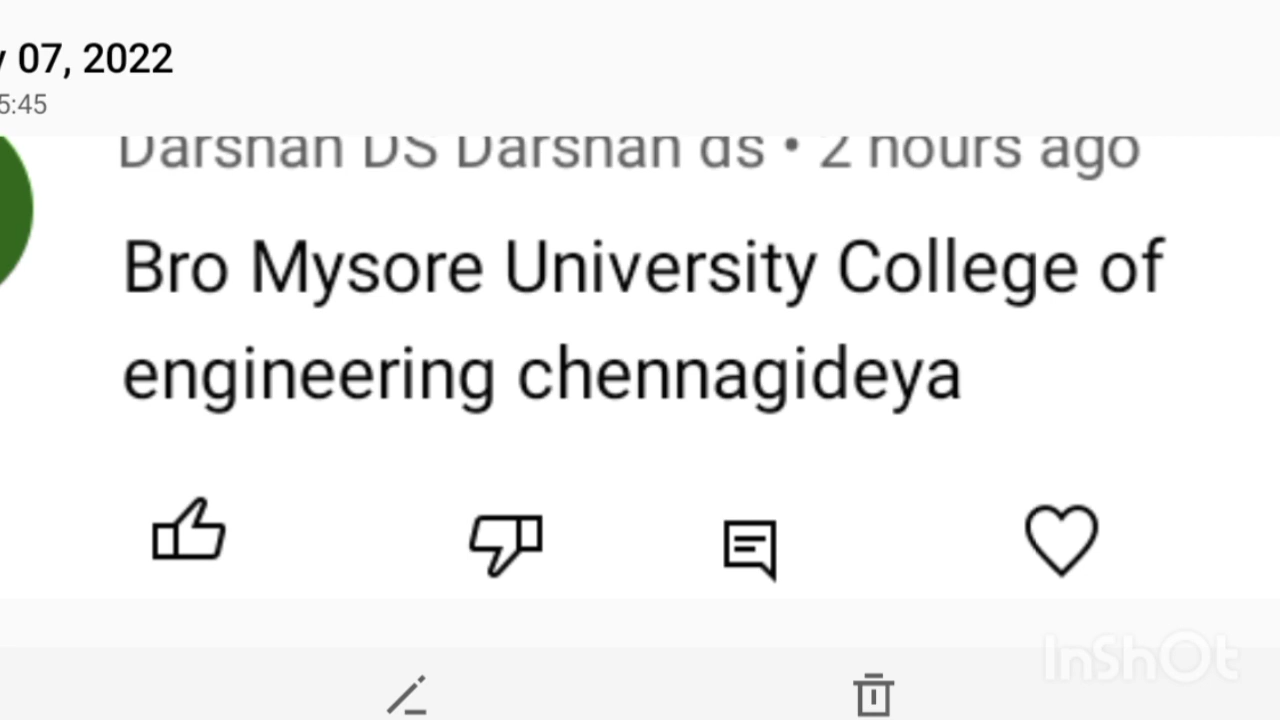 07, 2022
5:45
Darshan DS Darshan ds • 2 hours ago
Bro Mysore University College of
engineering chennagideya
InShOt